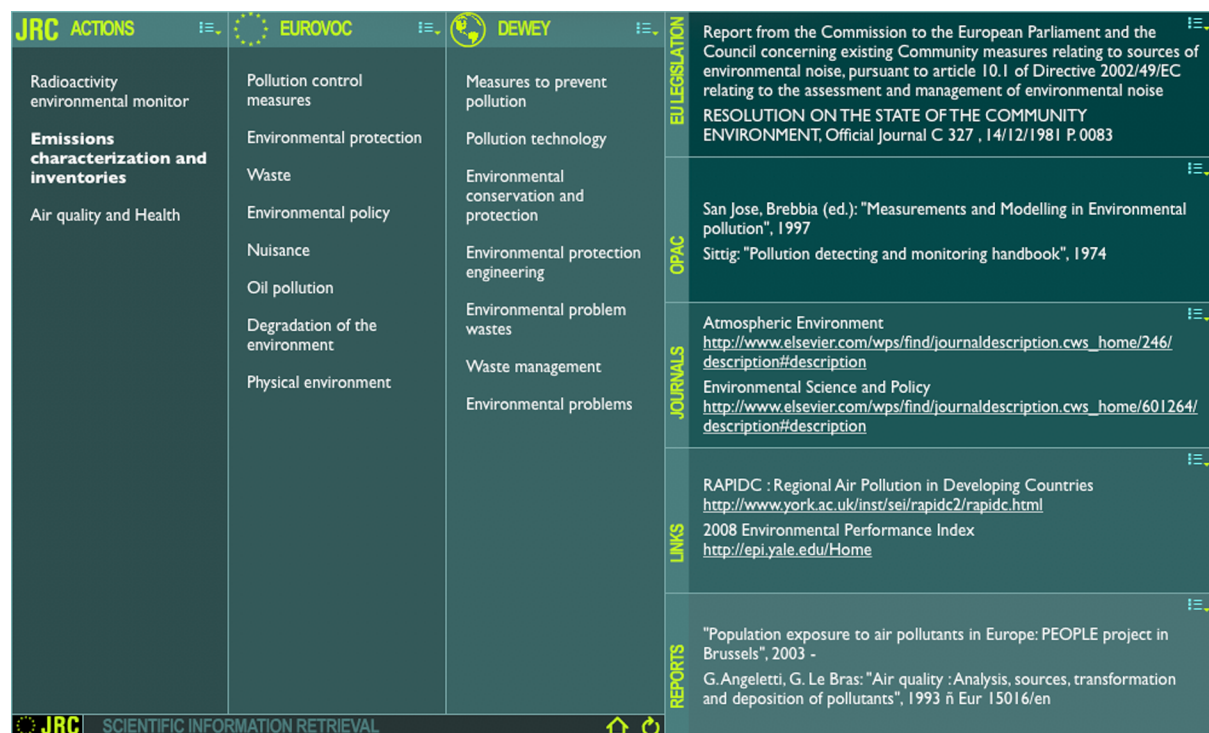 JRC ACTIONS
Radioactivity
environmental monitor
Emissions
characterization and
inventories
Air quality and Health
EUROVOC
Pollution control
measures
Environmental protection
Waste
Environmental policy
Nuisance
Oil pollution
Degradation of the
environment
Physical environment
DEWEY
Measures to prevent
pollution
Pollution technology
Environmental
conservation and
protection
Environmental protection
engineering
Environmental problem
wastes
Waste management
Environmental problems
EU LEGISLATION
Report from the Commission to the European Parliament and the
Council concerning existing Community measures relating to sources of
environmental noise, pursuant to article 10.1 of Directive 2002/49/EC
relating to the assessment and management of environmental noise
RESOLUTION ON THE STATE OF THE COMMUNITY
ENVIRONMENT, Official Journal C 327 , 14/12/1981 P. 0083
OPAC
San Jose, Brebbia (ed.): "Measurements and Modelling in Environmental
pollution", 1997
Sittig: "Pollution detecting and monitoring handbook", 1974
JOURNALS
Atmospheric Environment
http://www.elsevier.com/wps/find/journaldescription.cws_home/246/
description#description
Environmental Science and Policy
http://www.elsevier.com/wps/find/journaldescription.cws_home/601264/
description#description
LINKS
RAPIDC : Regional Air Pollution in Developing Countries
http://www.york.ac.uk/inst/sei/rapidc2/rapidc.html
2008 Environmental Performance Index
http://epi.yale.edu/Home
REPORTS
"Population exposure to air pollutants in Europe: PEOPLE project in
Brussels", 2003 -
G. Angeletti, G. Le Bras: "Air quality : Analysis, sources, transformation
and deposition of pollutants", 1993 ñ Eur 15016/en
JRC SCIENTIFIC INFORMATION RETRIEVAL